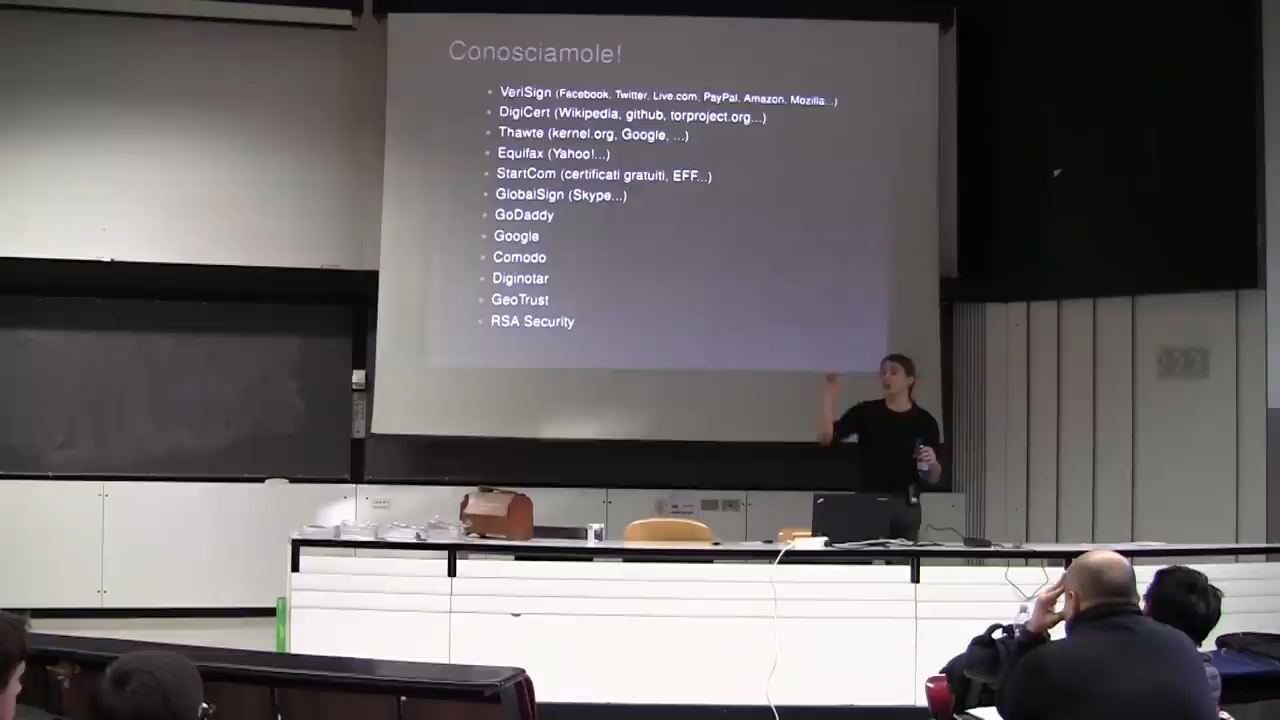 Conosciamole!
VeriSign (Facebook, Twitter, Live.com, PayPal, Amazon, Mozilla...)
DigiCert (Wikipedia, github, torproject.org...)
Thawte (kernel.org, Google, ...)
Equifax (Yahoo!...)
StartCom (certificati gratuiti, EFF...)
GlobalSign (Skype...)
GoDaddy
Google
Comodo
Diginotar
GeoTrust
RSA Security